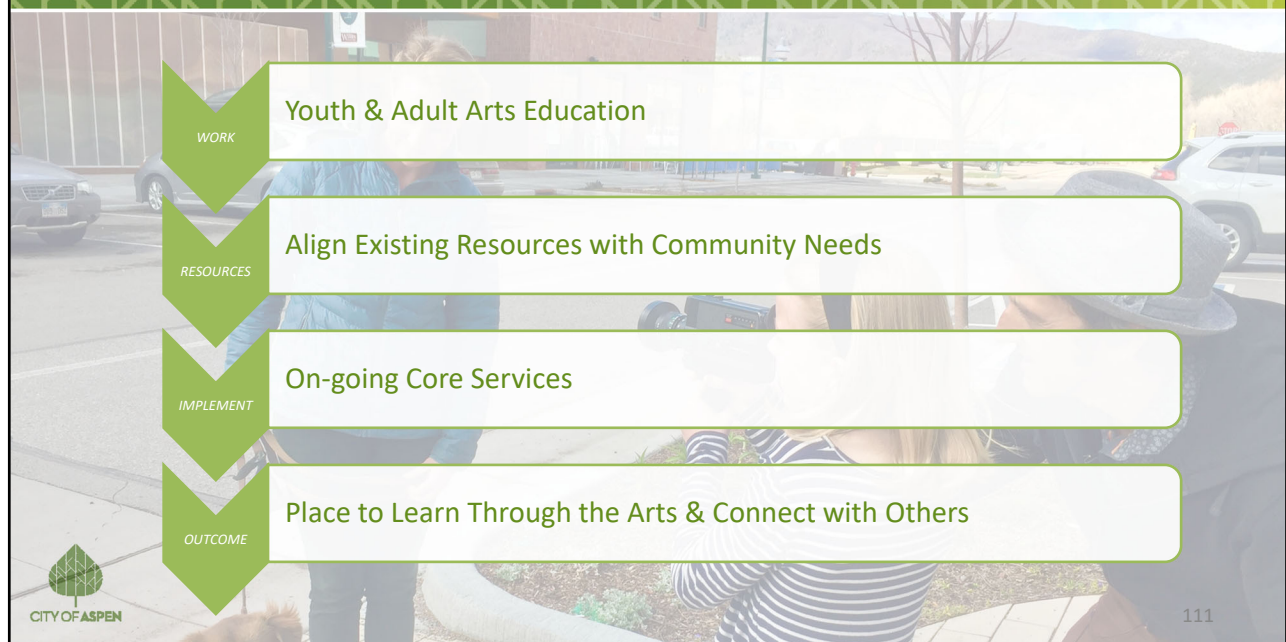 WORK
Youth & Adult Arts Education
RESOURCES
Align Existing Resources with Community Needs
IMPLEMENT
On-going Core Services
OUTCOME
Place to Learn Through the Arts & Connect with Others
CITY OF ASPEN
111